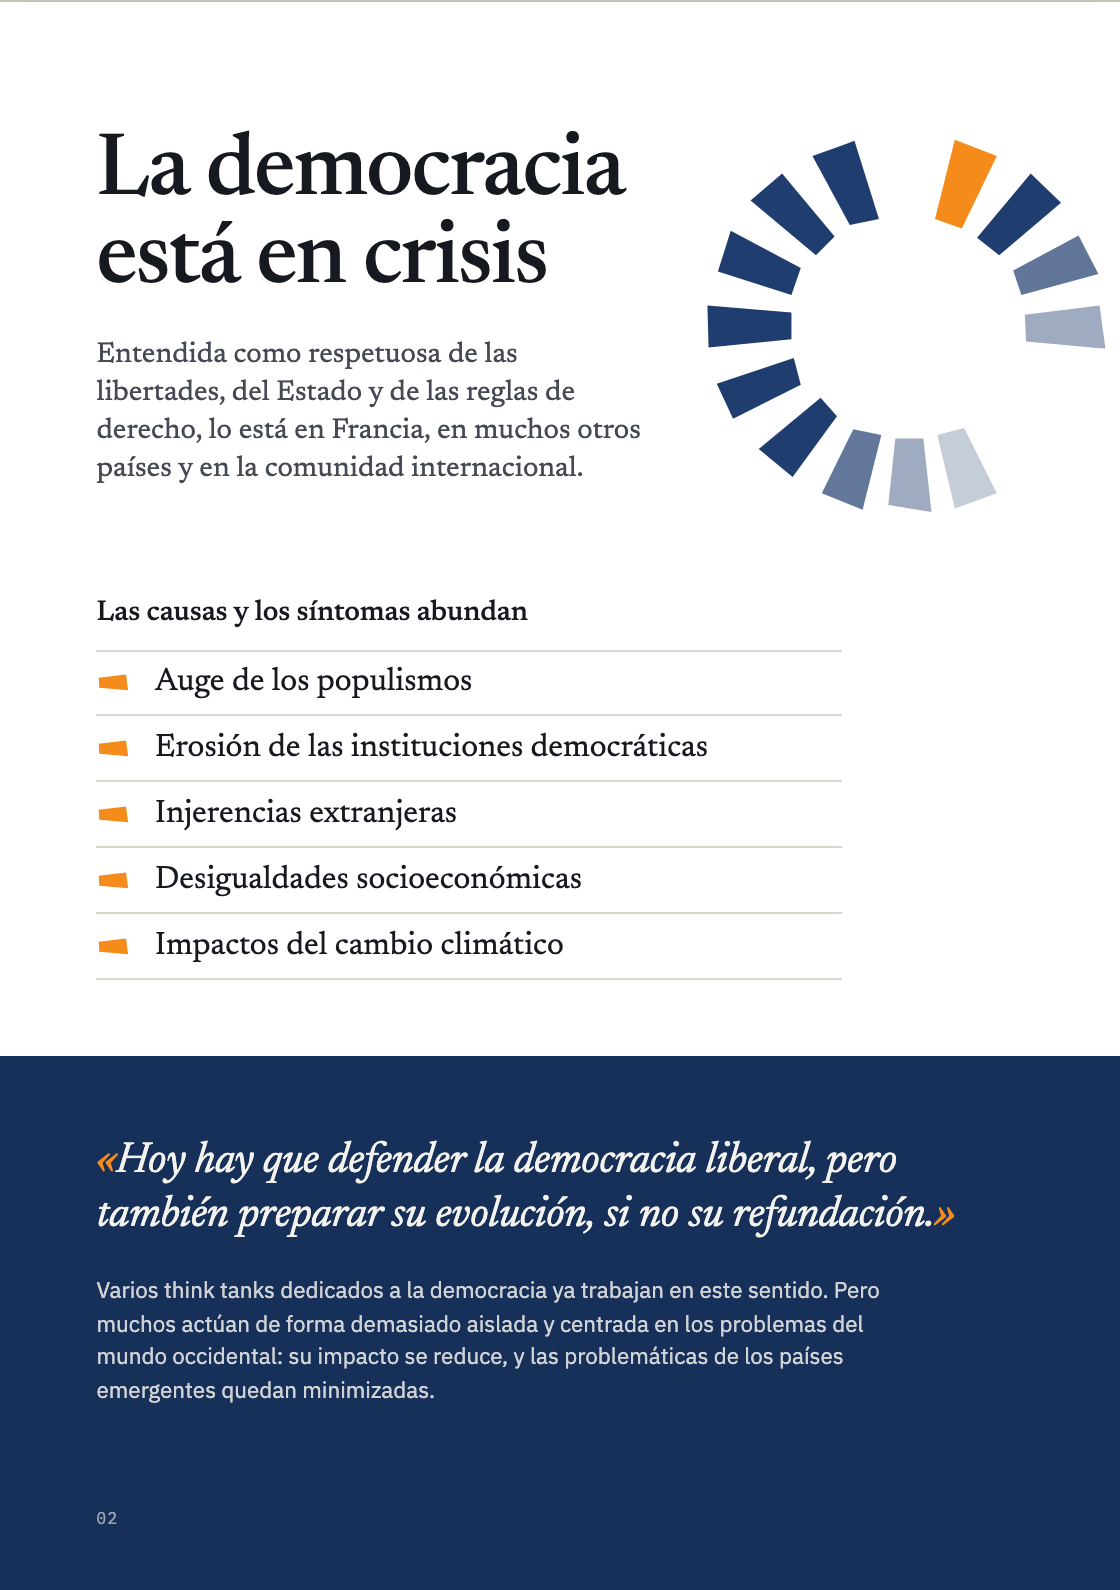 La democracia
está en crisis
Entendida como respetuosa de las
libertades, del Estado y de las reglas de
derecho, lo está en Francia, en muchos otros
países y en la comunidad internacional.
Las causas y los síntomas abundan
Auge de los populismos
Erosión de las instituciones democráticas
Injerencias extranjeras
Desigualdades socioeconómicas
Impactos del cambio climático
«Hoy hay que defender la democracia liberal, pero
también preparar su evolución, si no su refundación.»
Varios think tanks dedicados a la democracia ya trabajan en este sentido. Pero
muchos actúan de forma demasiado aislada y centrada en los problemas del
mundo occidental: su impacto se reduce, y las problemáticas de los países
emergentes quedan minimizadas.
02